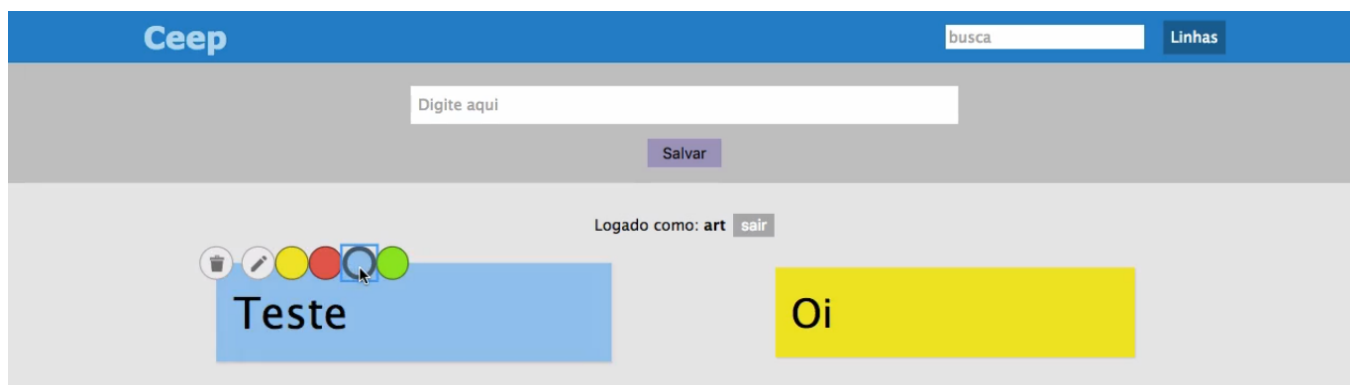 Ceep
busca
Linhas
Digite aqui
Salvar
Logado como: art sair
Teste
Oi